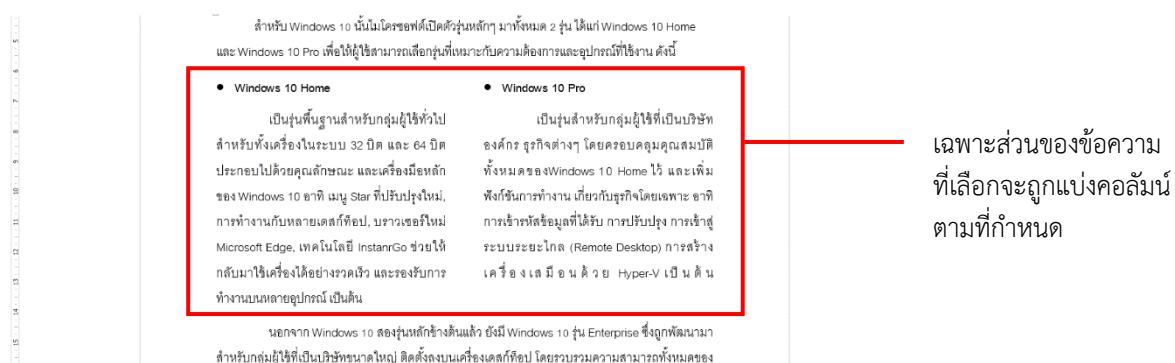 สำหรับ Windows 10 นั้นไมโครซอฟต์เปิดตัวรุ่นหลักๆ มาทั้งหมด 2 รุ่น ได้แก่ Windows 10 Home
และ Windows 10 Pro เพื่อให้ผู้ใช้สามารถเลือกรุ่นที่เหมาะกับความต้องการและอุปกรณ์ที่ใช้งาน ดังนี้
● Windows 10 Home
เป็นรุ่นพื้นฐานสำหรับกลุ่มผู้ใช้ทั่วไป
สำหรับทั้งเครื่องในระบบ 32 บิต และ 64 บิต
ประกอบไปด้วยคุณลักษณะ และเครื่องมือหลัก
ของ Windows 10 อาทิ เมนู Star ที่ปรับปรุงใหม่,
การทำงานกับหลายเดสก์ท็อป, บราวเซอร์ใหม่
Microsoft Edge, เทคโนโลยี InstanrGo ช่วยให้
กลับมาใช้เครื่องได้อย่างรวดเร็ว และรองรับการ
ทำงานบนหลายอุปกรณ์ เป็นต้น
● Windows 10 Pro
เป็นรุ่นสำหรับกลุ่มผู้ใช้ที่เป็นบริษัท
องค์กร ธุรกิจต่างๆ โดยครอบคลุมคุณสมบัติ
ทั้งหมดของWindows 10 Home ไว้ และเพิ่ม
ฟังก์ชันการทำงาน เกี่ยวกับธุรกิจโดยเฉพาะ อาทิ
การเข้ารหัสข้อมูลที่ได้รับ การปรับปรุง การเข้าสู่
ระบบระยะไกล (Remote Desktop) การสร้าง
เครื่องเสมือนด้วย Hyper-V เป็นต้น
นอกจาก Windows 10 สองรุ่นหลักข้างต้นแล้ว ยังมี Windows 10 รุ่น Enterprise ซึ่งถูกพัฒนามา
สำหรับกลุ่มผู้ใช้ที่เป็นบริษัทขนาดใหญ่ ติดตั้งลงบนเครื่องเดสก์ท็อป โดยรวบรวมความสามารถทั้งหมดของ
เฉพาะส่วนของข้อความ
ที่เลือกจะถูกแบ่งคอลัมน์
ตามที่กำหนด